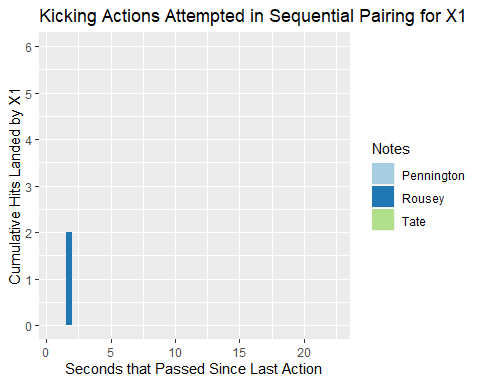 Kicking Actions Attempted in Sequential Pairing for X1
Cumulative Hits Landed by X1
6
5
4
3
2
1
0
0 5 10 15 20
Seconds that Passed Since Last Action
Notes
Pennington
Rousey
Tate